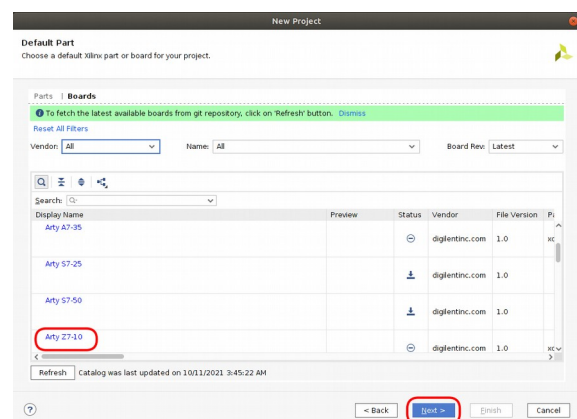 New Project
Default Part
Choose a default Xilinx part or board for your project.
Parts | Boards
To fetch the latest available boards from git repository, click on 'Refresh' button. Dismiss
Reset All Filters
Vendor: All Name: All Board Rev: Latest
Search: Q-
Display Name Preview Status Vendor File Version
Arty A7-35 digilentinc.com 1.0
Arty S7-25 digilentinc.com 1.0
Arty S7-50 digilentinc.com 1.0
Arty Z7-10 digilentinc.com 1.0
Refresh Catalog was last updated on 10/11/2021 3:45:22 AM
? < Back Next > Finish Cancel